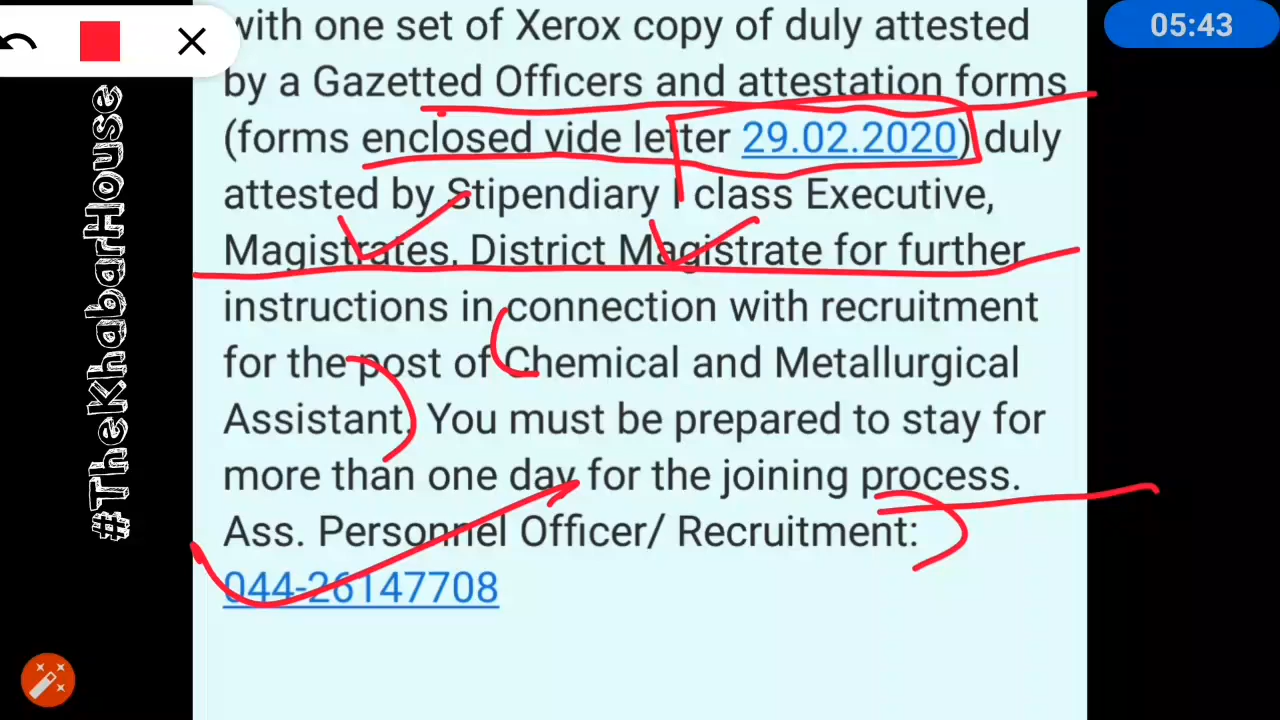 05:43
#TheKhabarHouse
with one set of Xerox copy of duly attested
by a Gazetted Officers and attestation forms
(forms enclosed vide letter 29.02.2020) duly
attested by Stipendiary I class Executive,
Magistrates, District Magistrate for further
instructions in connection with recruitment
for the post of Chemical and Metallurgical
Assistant. You must be prepared to stay for
more than one day for the joining process.
Ass. Personnel Officer/ Recruitment:
044-26147708